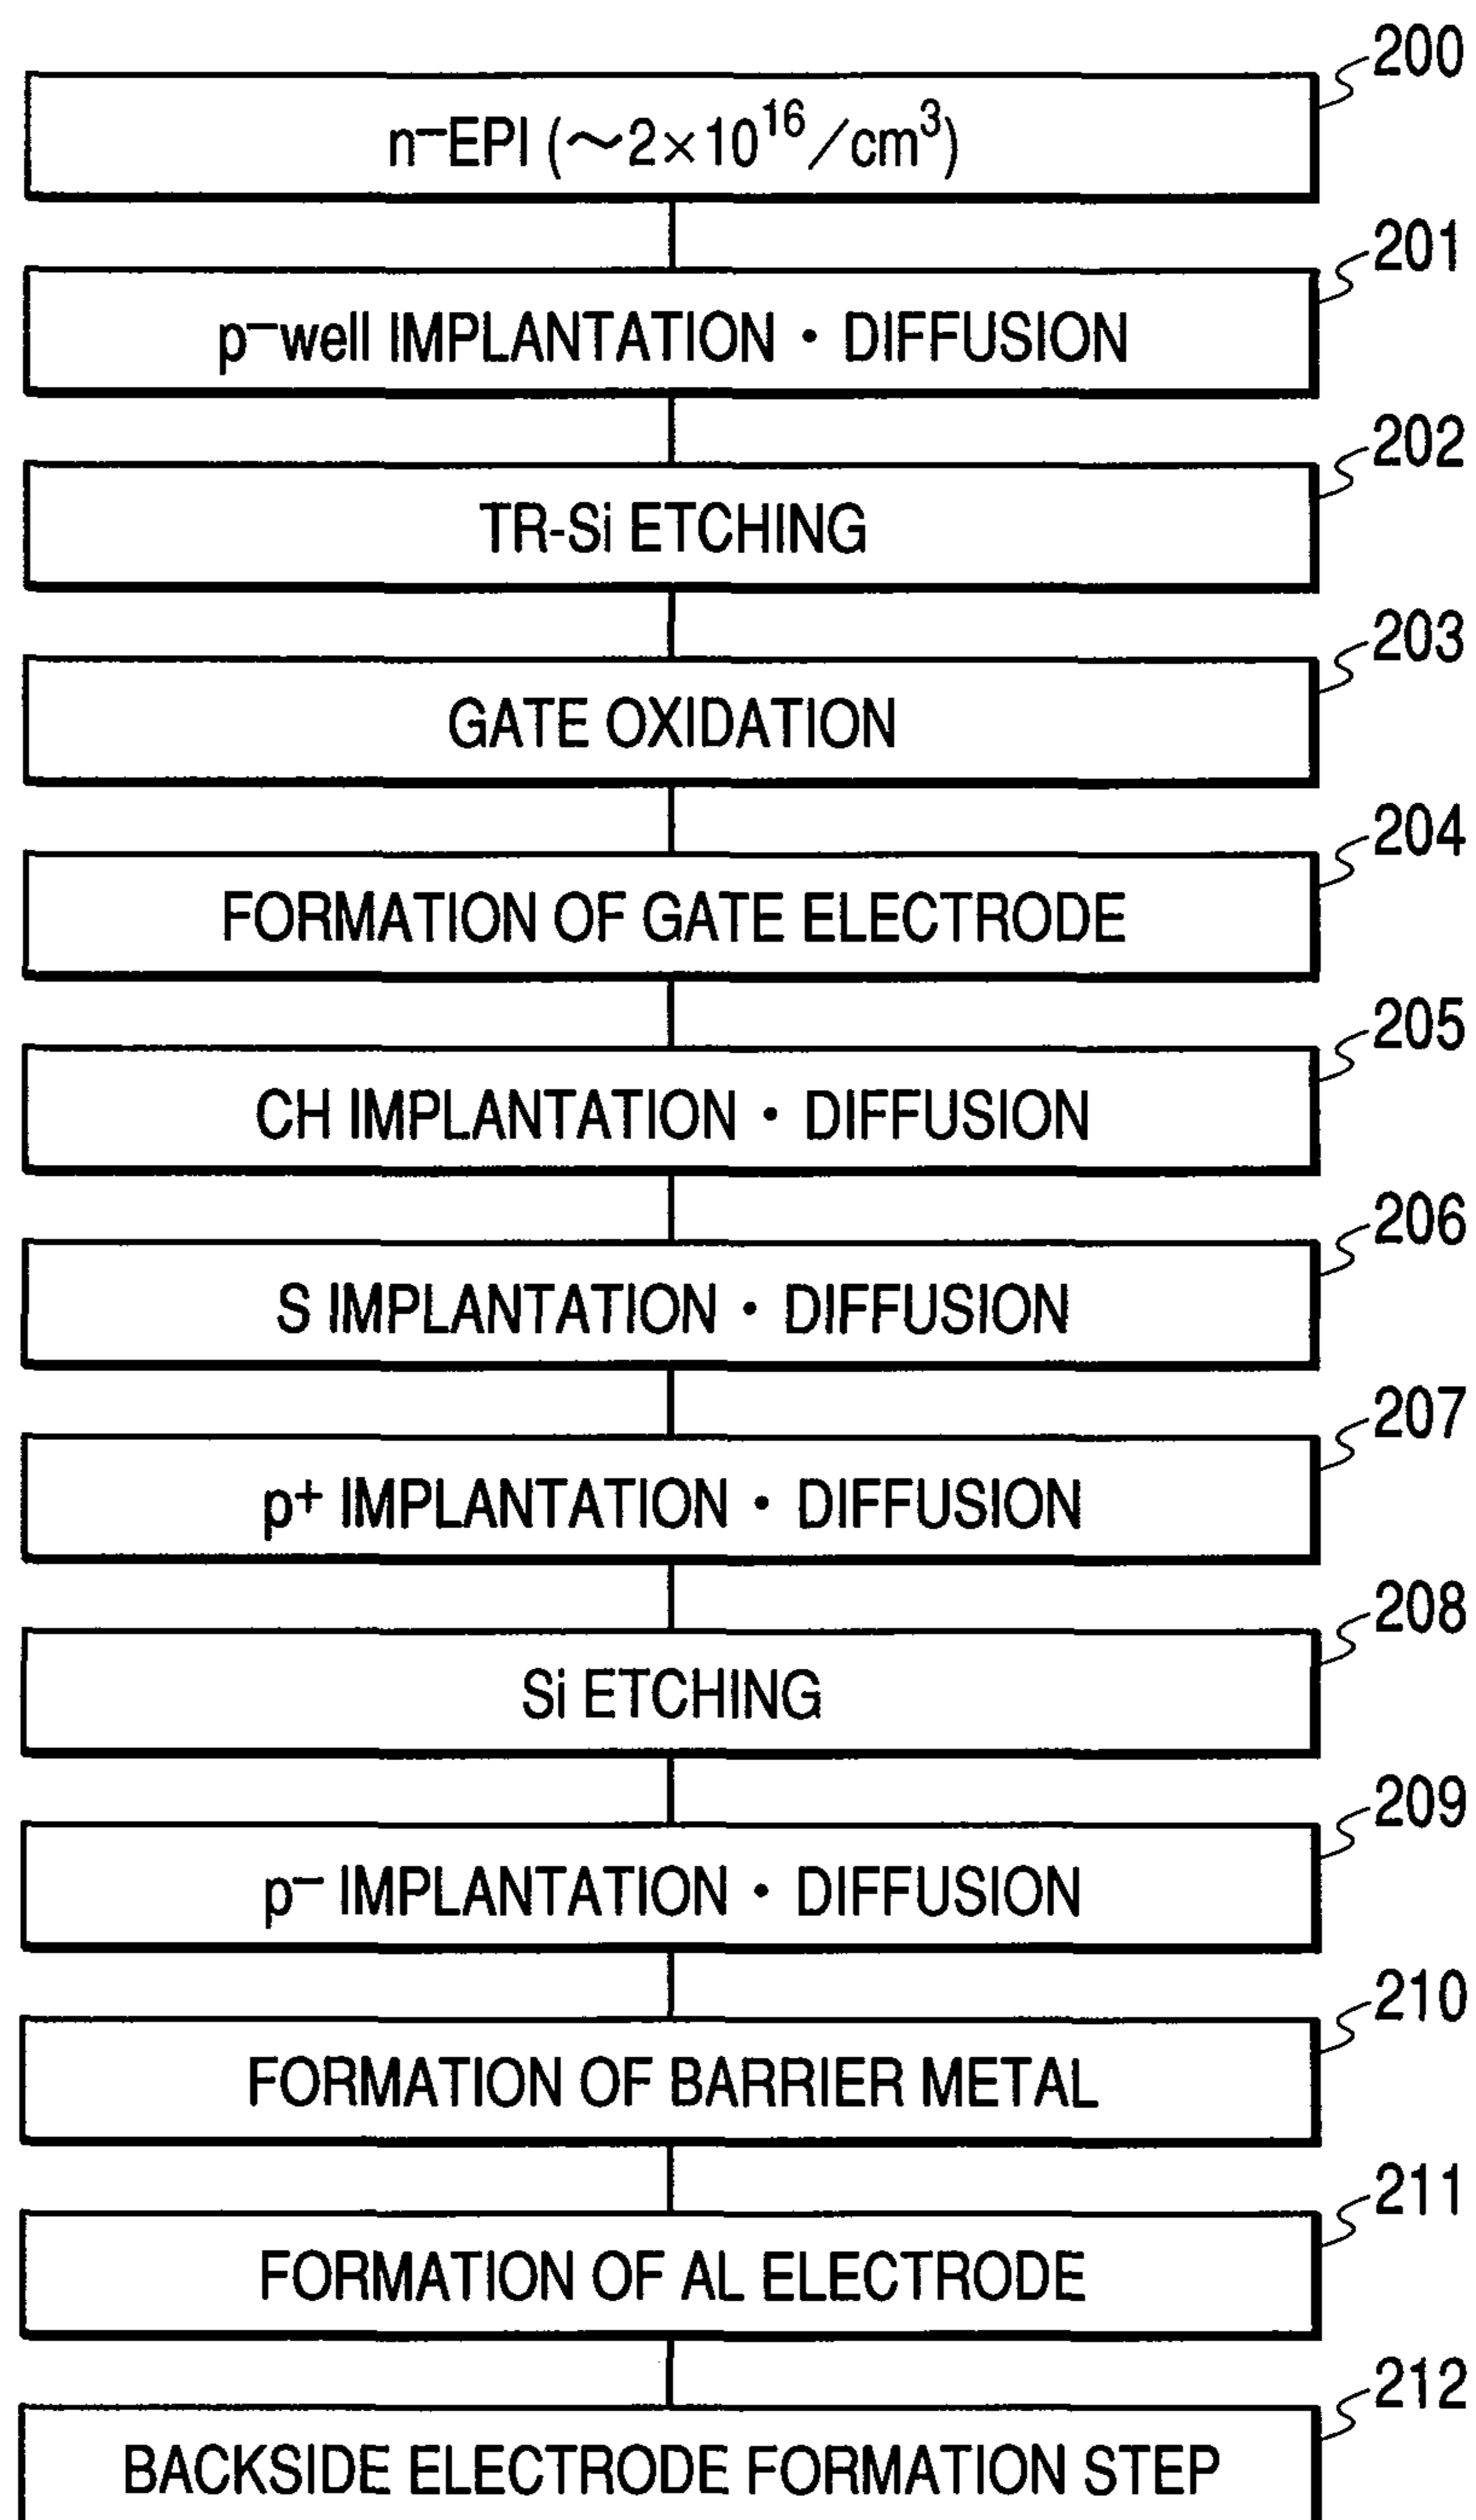 200
n⁻EPI (～2×10¹⁶/cm³)
201
p⁻well IMPLANTATION • DIFFUSION
202
TR-Si ETCHING
203
GATE OXIDATION
204
FORMATION OF GATE ELECTRODE
205
CH IMPLANTATION • DIFFUSION
206
S IMPLANTATION • DIFFUSION
207
p⁺ IMPLANTATION • DIFFUSION
208
Si ETCHING
209
p⁻ IMPLANTATION • DIFFUSION
210
FORMATION OF BARRIER METAL
211
FORMATION OF AL ELECTRODE
212
BACKSIDE ELECTRODE FORMATION STEP